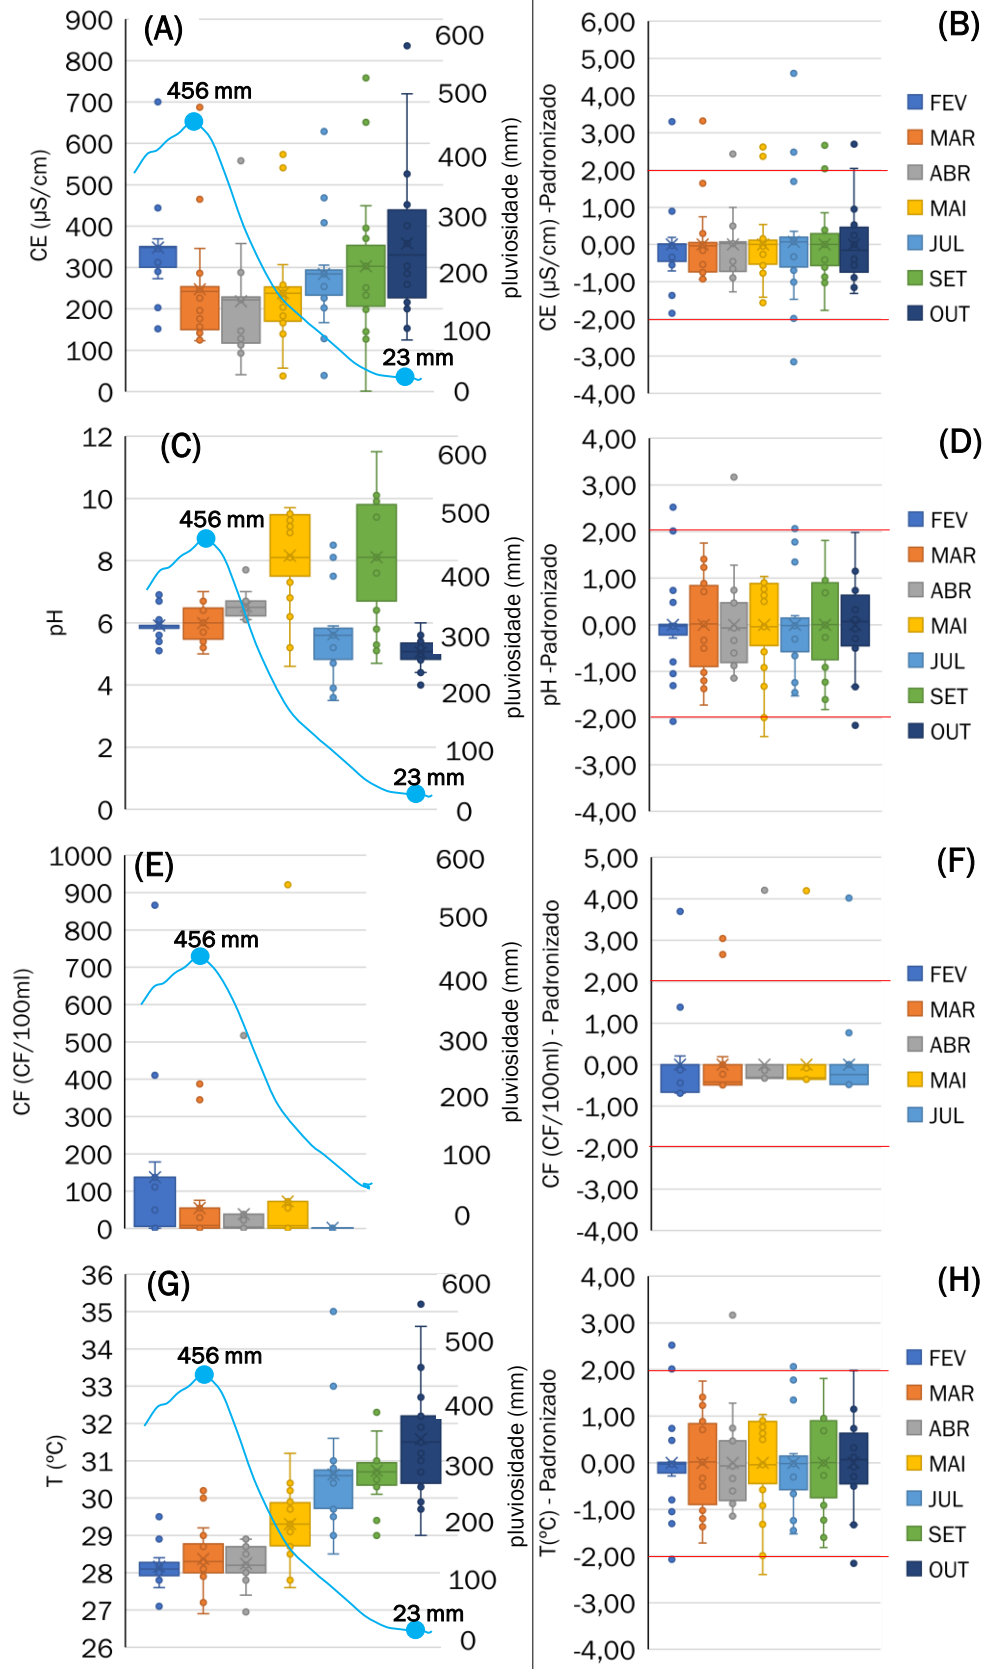 (A)
900
800
700
600
500
400
300
200
100
0
CE (µS/cm)
456 mm
23 mm
600
500
400
300
200
100
0
pluviosidade (mm)
(B)
6,00
5,00
4,00
3,00
2,00
1,00
0,00
-1,00
-2,00
-3,00
-4,00
CE (µS/cm) -Padronizado
FEV
MAR
ABR
MAI
JUL
SET
OUT
(C)
12
10
8
6
4
2
0
pH
456 mm
23 mm
600
500
400
300
200
100
0
pluviosidade (mm)
(D)
4,00
3,00
2,00
1,00
0,00
-1,00
-2,00
-3,00
-4,00
pH -Padronizado
FEV
MAR
ABR
MAI
JUL
SET
OUT
(E)
1000
900
800
700
600
500
400
300
200
100
0
CF (CF/100ml)
456 mm
600
500
400
300
200
100
0
pluviosidade (mm)
(F)
5,00
4,00
3,00
2,00
1,00
0,00
-1,00
-2,00
-3,00
-4,00
CF (CF/100ml) - Padronizado
FEV
MAR
ABR
MAI
JUL
(G)
36
35
34
33
32
31
30
29
28
27
26
T (ºC)
456 mm
23 mm
600
500
400
300
200
100
0
pluviosidade (mm)
(H)
4,00
3,00
2,00
1,00
0,00
-1,00
-2,00
-3,00
-4,00
T(ºC) - Padronizado
FEV
MAR
ABR
MAI
JUL
SET
OUT